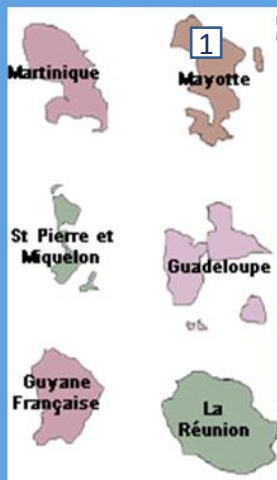 Martinique
1
Mayotte
St Pierre et
Miquelon
Guadeloupe
Guyane
Française
La
Réunion